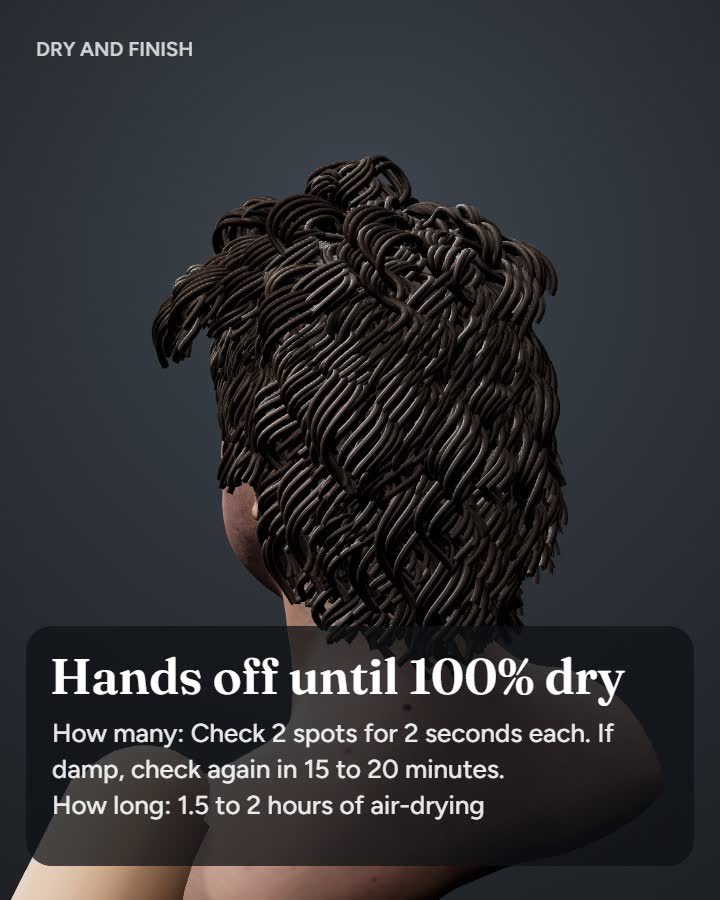 DRY AND FINISH
Hands off until 100% dry
How many: Check 2 spots for 2 seconds each. If
damp, check again in 15 to 20 minutes.
How long: 1.5 to 2 hours of air-drying